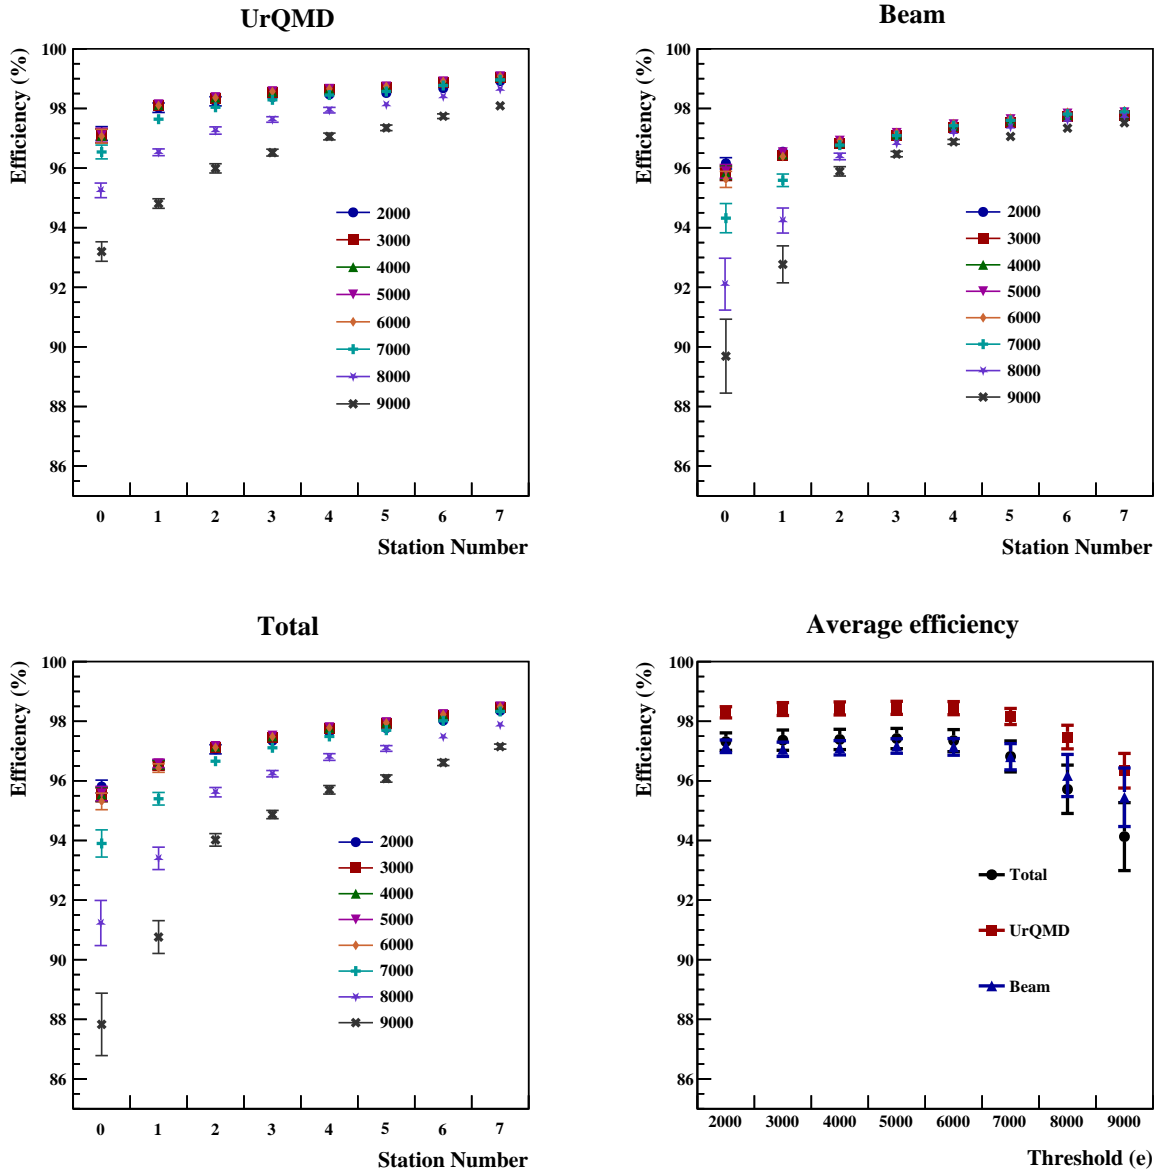 UrQMD
Efficiency (%)
100
98
96
94
92
90
88
86
2000
3000
4000
5000
6000
7000
8000
9000
0 1 2 3 4 5 6 7
Station Number
Beam
Efficiency (%)
100
98
96
94
92
90
88
86
2000
3000
4000
5000
6000
7000
8000
9000
0 1 2 3 4 5 6 7
Station Number
Total
Efficiency (%)
100
98
96
94
92
90
88
86
2000
3000
4000
5000
6000
7000
8000
9000
0 1 2 3 4 5 6 7
Station Number
Average efficiency
Efficiency (%)
100
98
96
94
92
90
88
86
Total
UrQMD
Beam
2000 3000 4000 5000 6000 7000 8000 9000
Threshold (e)